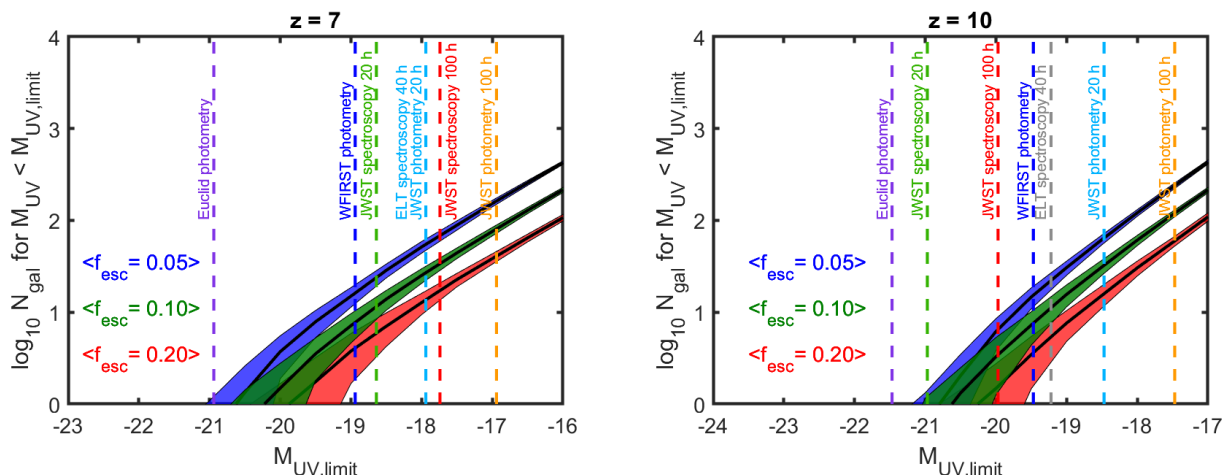 z = 7
4
3
2
1
0
-23
-22
-21
-20
-19
-18
-17
-16
log10 Ngal for MUV < MUV,limit
MUV,limit
Euclid photometry
WFIRST photometry
JWST spectroscopy 20 h
ELT spectroscopy 40 h
JWST photometry 20 h
JWST spectroscopy 100 h
JWST photometry 100 h
<fesc= 0.05>
<fesc= 0.10>
<fesc= 0.20>
z = 10
4
3
2
1
0
-24
-23
-22
-21
-20
-19
-18
-17
log10 Ngal for MUV < MUV,limit
MUV,limit
Euclid photometry
JWST spectroscopy 20 h
JWST spectroscopy 100 h
WFIRST photometry
ELT spectroscopy 40 h
JWST photometry 20 h
JWST photometry 100 h
<fesc= 0.05>
<fesc= 0.10>
<fesc= 0.20>